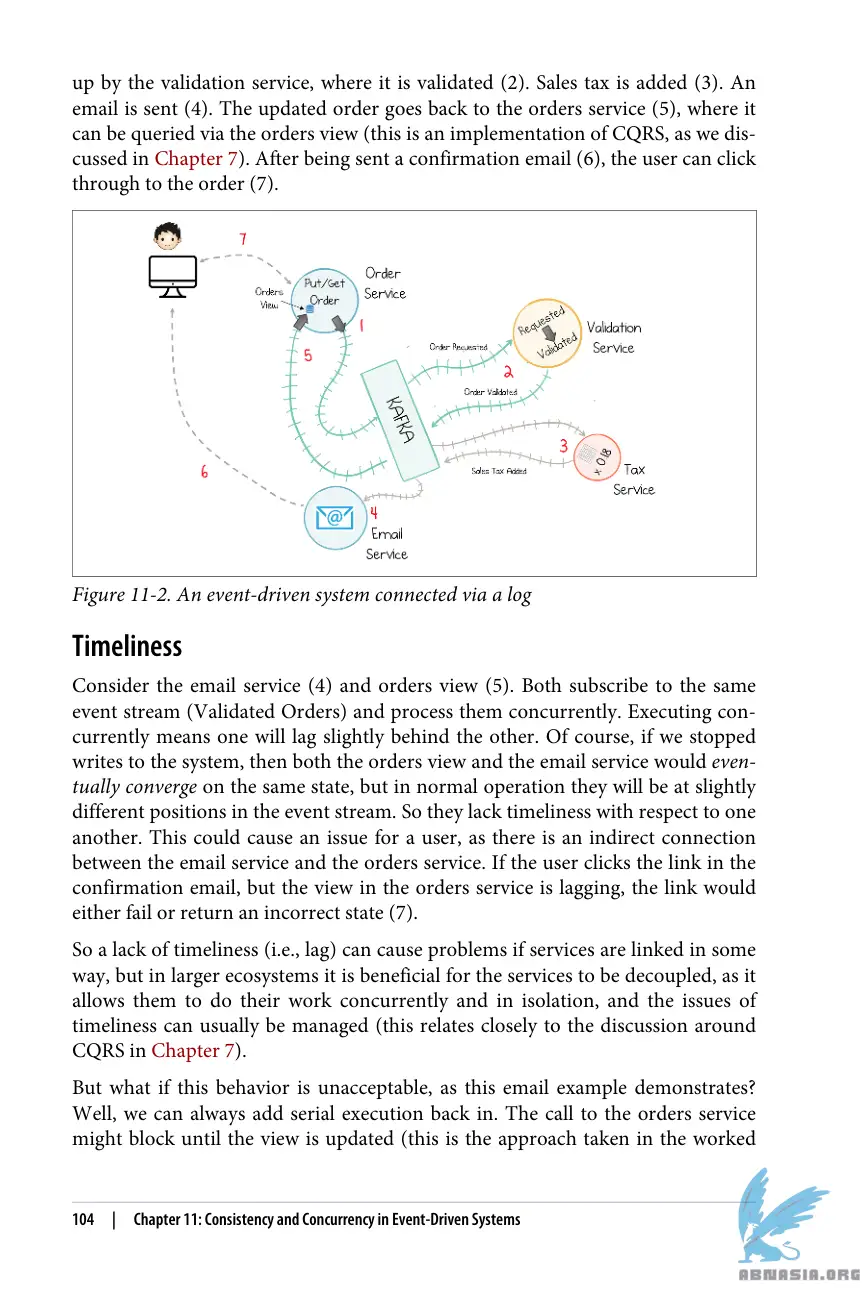 up by the validation service, where it is validated (2). Sales tax is added (3). An
email is sent (4). The updated order goes back to the orders service (5), where it
can be queried via the orders view (this is an implementation of CQRS, as we dis-
cussed in Chapter 7). After being sent a confirmation email (6), the user can click
through to the order (7).
7
Put/Get
Order
Order
Service
Orders
View
1
5
Requested
Validated
Validation
Service
Order Requested
2
Order Validated
KAFKA
3
+ 0.18
Sales Tax Added
Tax
Service
6
@
4
Email
Service
Figure 11-2. An event-driven system connected via a log
Timeliness
Consider the email service (4) and orders view (5). Both subscribe to the same
event stream (Validated Orders) and process them concurrently. Executing con-
currently means one will lag slightly behind the other. Of course, if we stopped
writes to the system, then both the orders view and the email service would even-
tually converge on the same state, but in normal operation they will be at slightly
different positions in the event stream. So they lack timeliness with respect to one
another. This could cause an issue for a user, as there is an indirect connection
between the email service and the orders service. If the user clicks the link in the
confirmation email, but the view in the orders service is lagging, the link would
either fail or return an incorrect state (7).
So a lack of timeliness (i.e., lag) can cause problems if services are linked in some
way, but in larger ecosystems it is beneficial for the services to be decoupled, as it
allows them to do their work concurrently and in isolation, and the issues of
timeliness can usually be managed (this relates closely to the discussion around
CQRS in Chapter 7).
But what if this behavior is unacceptable, as this email example demonstrates?
Well, we can always add serial execution back in. The call to the orders service
might block until the view is updated (this is the approach taken in the worked
104 | Chapter 11: Consistency and Concurrency in Event-Driven Systems
ABNASIA.ORG